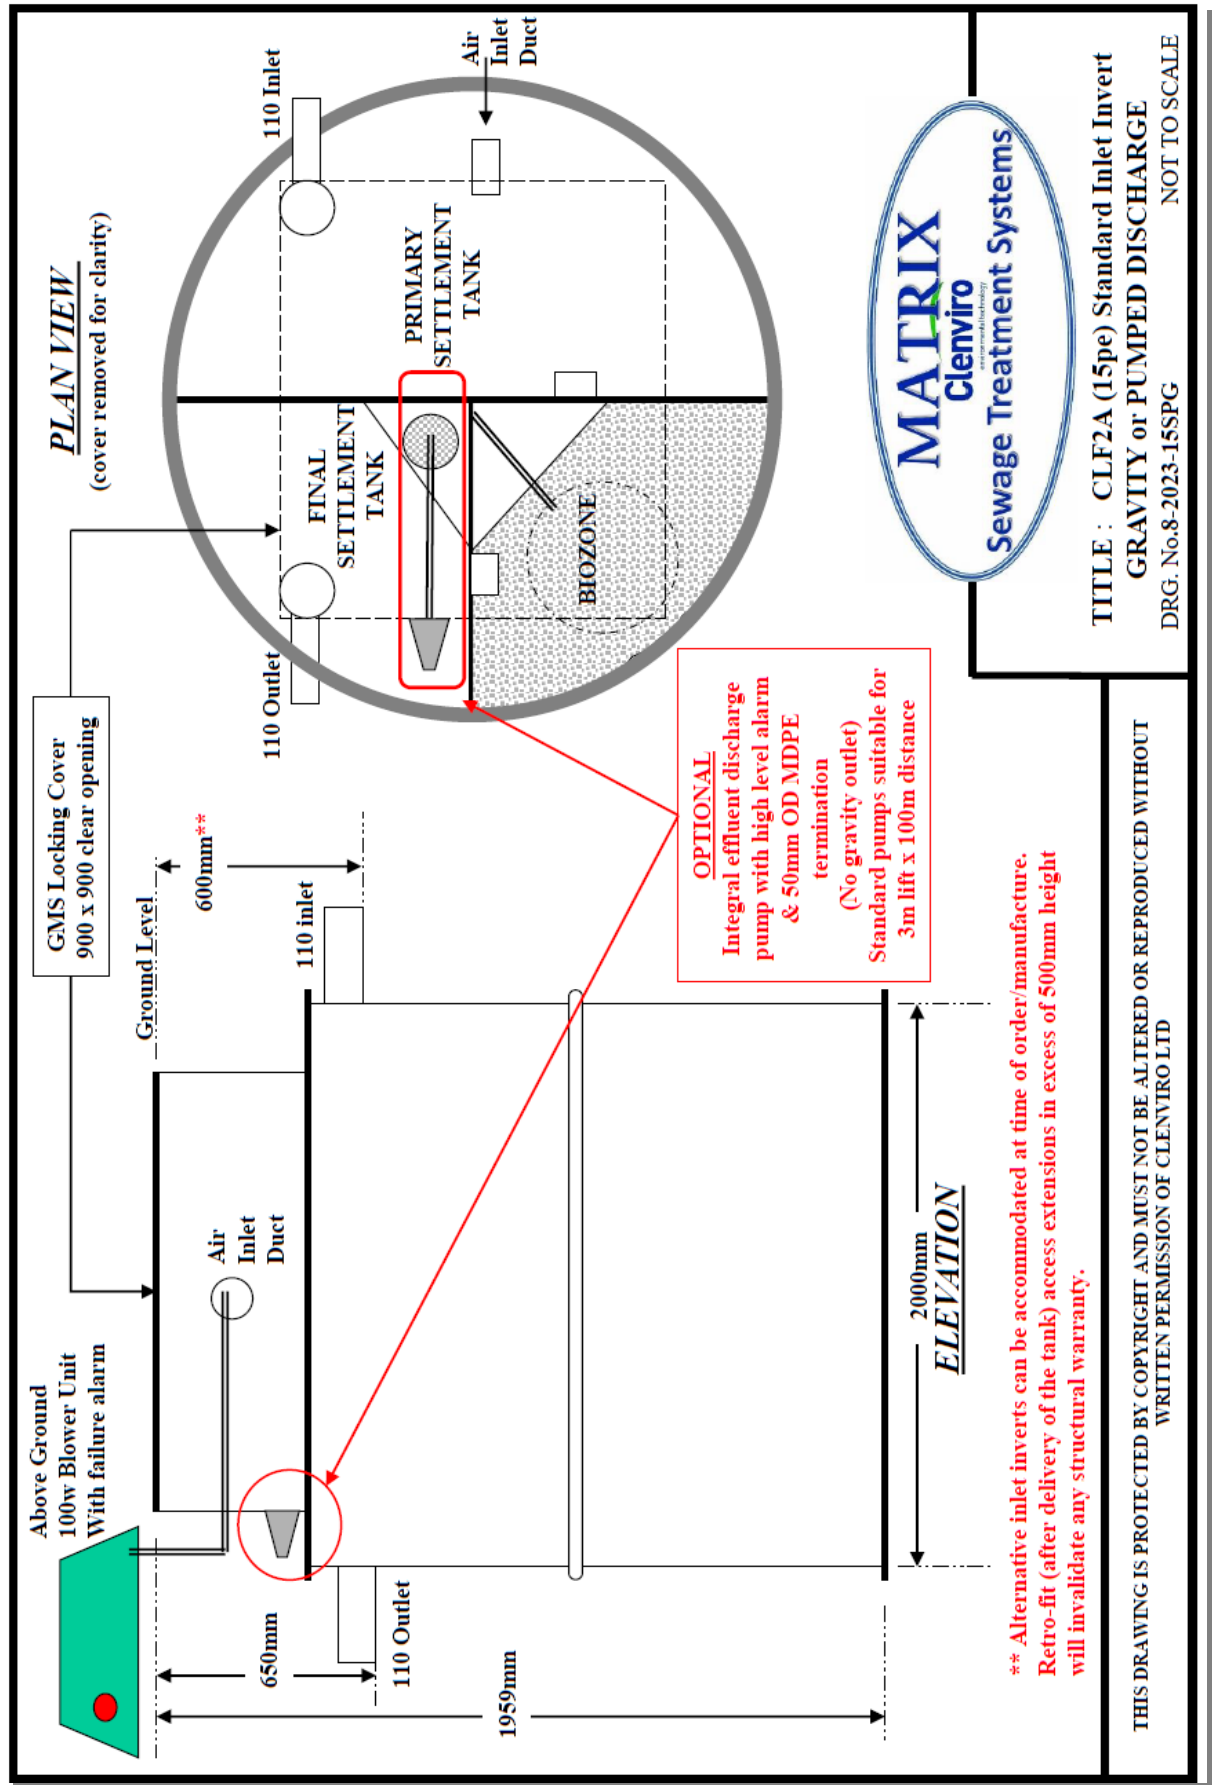 Above Ground
100w Blower Unit
With failure alarm
GMS Locking Cover
900 x 900 clear opening
PLAN VIEW
(cover removed for clarity)
Ground Level
600mm**
Air
Inlet
Duct
110 inlet
650mm
110 Outlet
1959mm
2000mm
ELEVATION
110 Outlet
110 Inlet
Air
Inlet
Duct
FINAL
SETTLEMENT
TANK
PRIMARY
SETTLEMENT
TANK
BIOZONE
OPTIONAL
Integral effluent discharge
pump with high level alarm
& 50mm OD MDPE
termination
(No gravity outlet)
Standard pumps suitable for
3m lift x 100m distance
** Alternative inlet inverts can be accommodated at time of order/manufacture.
Retro-fit (after delivery of the tank) access extensions in excess of 500mm height
will invalidate any structural warranty.
MATRIX
Clenviro
environmental technology
Sewage Treatment Systems
TITLE : CLF2A (15pe) Standard Inlet Invert
GRAVITY or PUMPED DISCHARGE
DRG. No.8-2023-15SPG NOT TO SCALE
THIS DRAWING IS PROTECTED BY COPYRIGHT AND MUST NOT BE ALTERED OR REPRODUCED WITHOUT
WRITTEN PERMISSION OF CLENVIRO LTD